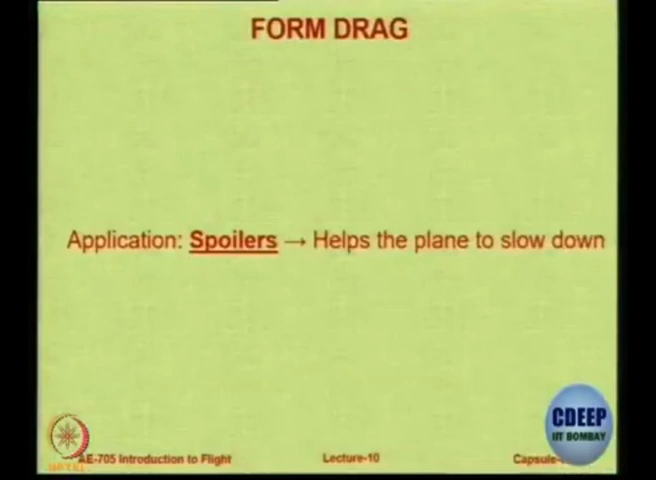 FORM DRAG
Application: Spoilers → Helps the plane to slow down
CDEEP
IIT BOMBAY
AE-705 Introduction to Flight
Lecture-10